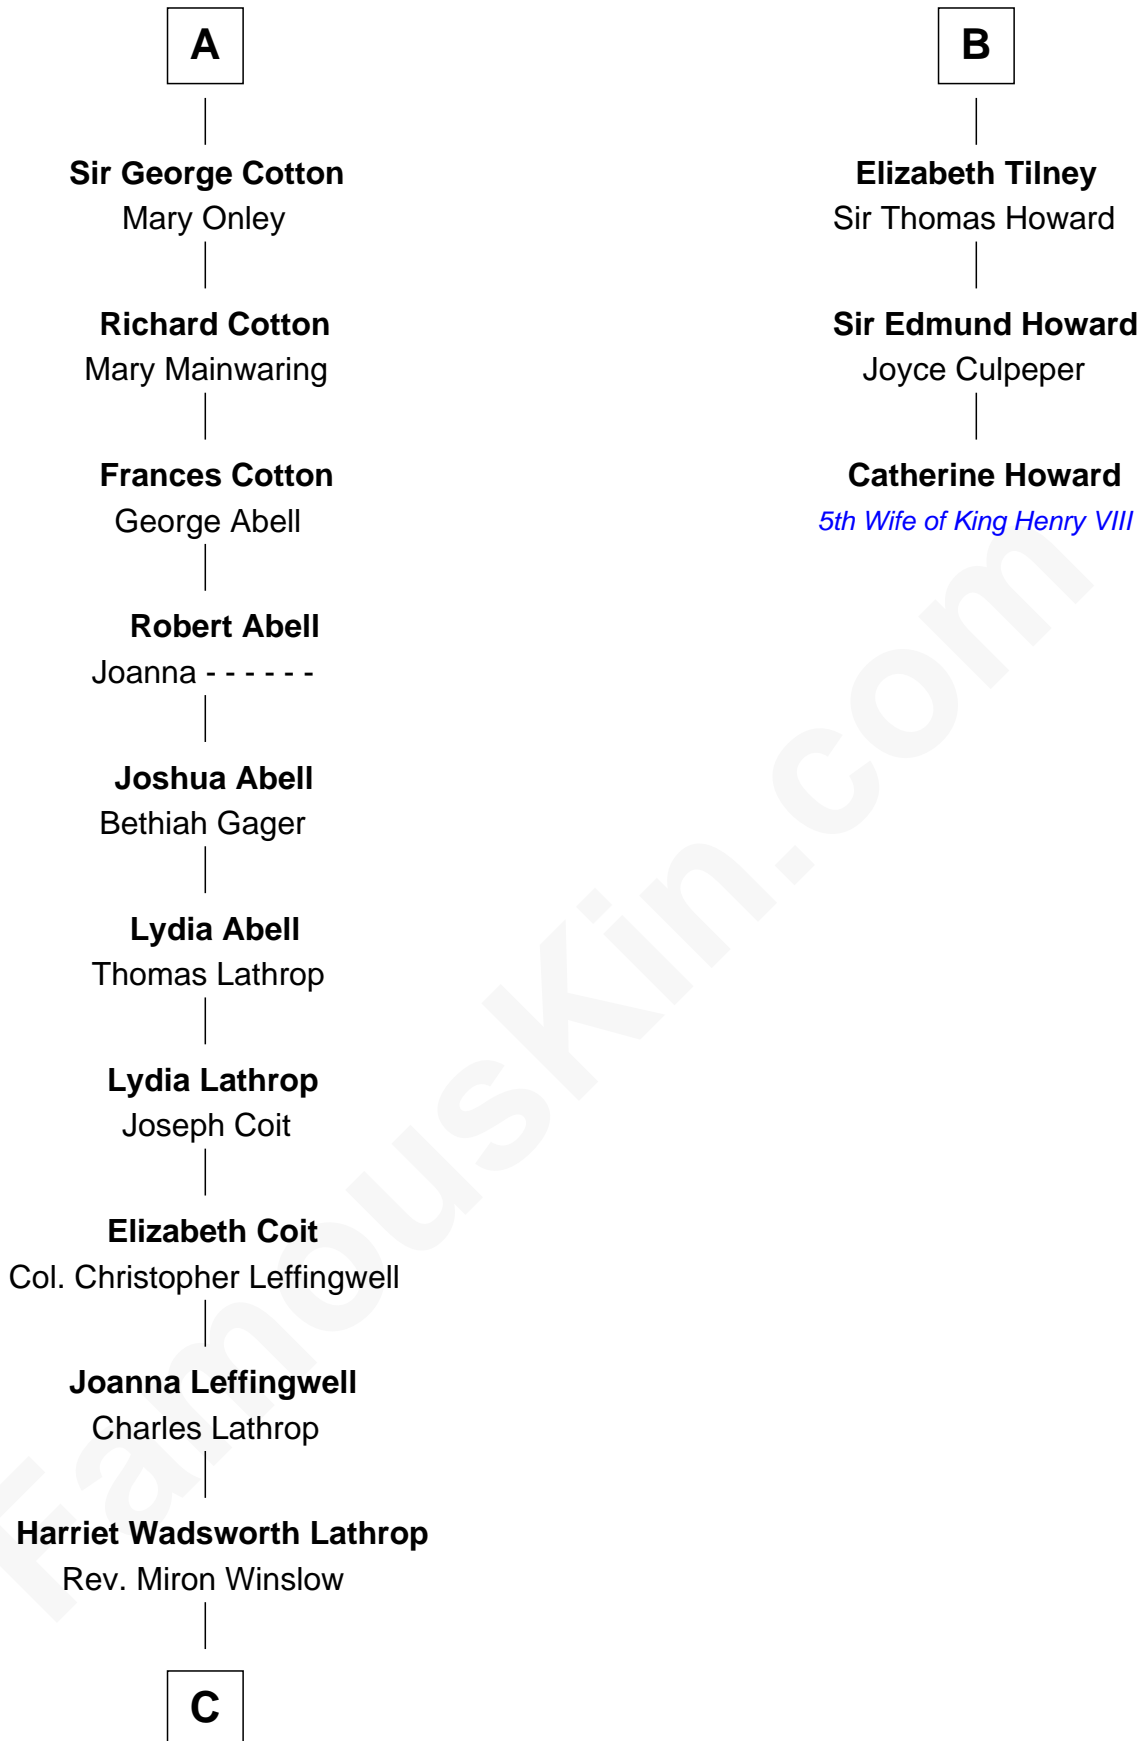 A
Sir George Cotton
Mary Onley
Richard Cotton
Mary Mainwaring
Frances Cotton
George Abell
Robert Abell
Joanna - - - - - -
Joshua Abell
Bethiah Gager
Lydia Abell
Thomas Lathrop
Lydia Lathrop
Joseph Coit
Elizabeth Coit
Col. Christopher Leffingwell
Joanna Leffingwell
Charles Lathrop
Harriet Wadsworth Lathrop
Rev. Miron Winslow
C
B
Elizabeth Tilney
Sir Thomas Howard
Sir Edmund Howard
Joyce Culpeper
Catherine Howard
5th Wife of King Henry VIII
FamousKin.com